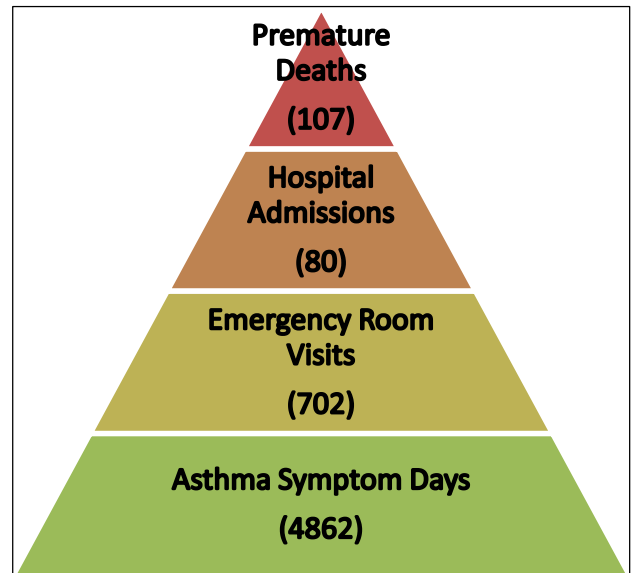 Premature
Deaths
(107)
Hospital
Admissions
(80)
Emergency Room
Visits
(702)
Asthma Symptom Days
(4862)